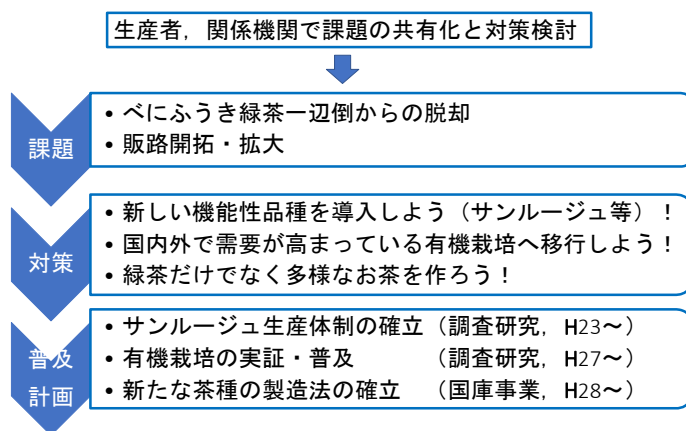 生産者，関係機関で課題の共有化と対策検討
課題
• べにふうき緑茶一辺倒からの脱却
• 販路開拓・拡大
対策
• 新しい機能性品種を導入しよう（サンルージュ等）！
• 国内外で需要が高まっている有機栽培へ移行しよう！
• 緑茶だけでなく多様なお茶を作ろう！
普及
計画
• サンルージュ生産体制の確立（調査研究，H23～）
• 有機栽培の実証・普及　　　（調査研究，H27～）
• 新たな茶種の製造法の確立　（国庫事業，H28～）